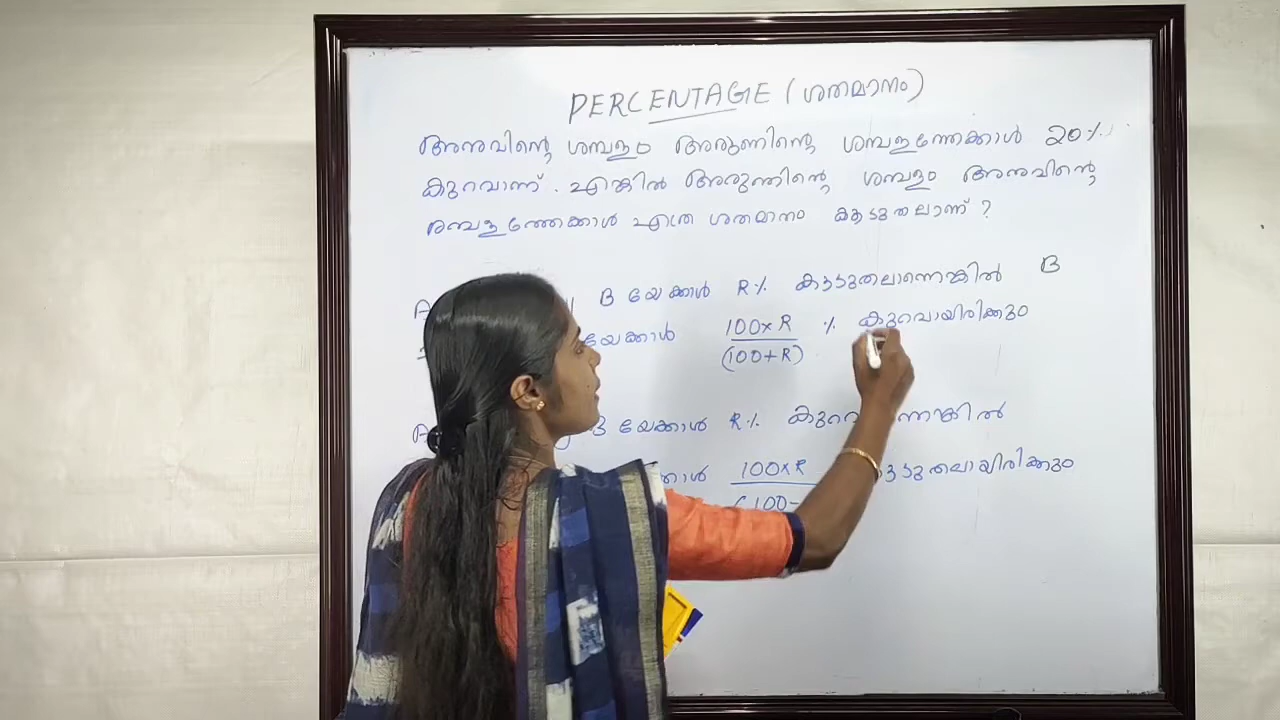 PERCENTAGE (ശതമാനം)
അനുവിന്റെ ശമ്പളം അരുണിന്റെ ശമ്പളത്തേക്കാൾ 20%
കുറവാണ്. എങ്കിൽ അരുണിന്റെ ശമ്പളം അനുവിന്റെ
ശമ്പളത്തേക്കാൾ എത്ര ശതമാനം കൂടുതലാണ് ?
A B യേക്കാൾ R% കൂടുതലാണെങ്കിൽ B
യേക്കാൾ 100×R / (100+R) % കുറവായിരിക്കും
A B യേക്കാൾ R%
100×R / (100- കൂടുതലായിരിക്കും